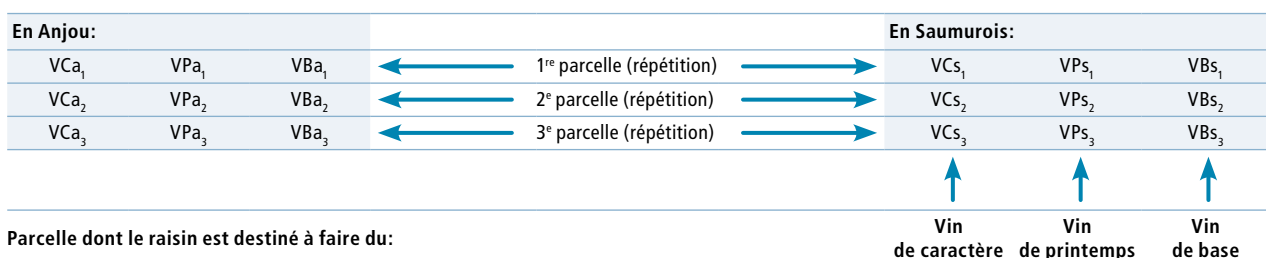 En Anjou: En Saumurois:
VCa₁ VPa₁ VBa₁ 1ʳᵉ parcelle (répétition) VCs₁ VPs₁ VBs₁
VCa₂ VPa₂ VBa₂ 2ᵉ parcelle (répétition) VCs₂ VPs₂ VBs₂
VCa₃ VPa₃ VBa₃ 3ᵉ parcelle (répétition) VCs₃ VPs₃ VBs₃
Parcelle dont le raisin est destiné à faire du:
Vin de caractère
Vin de printemps
Vin de base